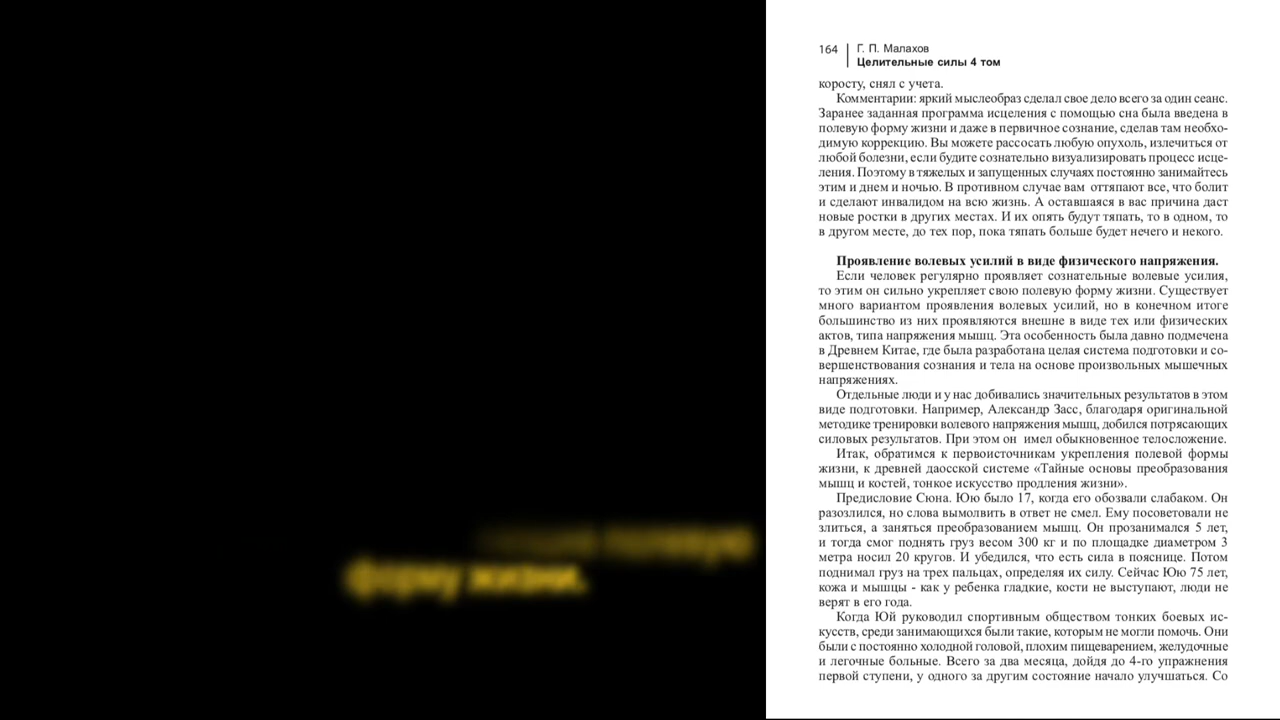 полевую
форму жизни.
164
Г. П. Малахов
Целительные силы 4 том
коросту, снял с учета.
Комментарии: яркий мыслеобраз сделал свое дело всего за один сеанс.
Заранее заданная программа исцеления с помощью сна была введена в
полевую форму жизни и даже в первичное сознание, сделав там необхо-
димую коррекцию. Вы можете рассосать любую опухоль, излечиться от
любой болезни, если будите сознательно визуализировать процесс исце-
ления. Поэтому в тяжелых и запущенных случаях постоянно занимайтесь
этим и днем и ночью. В противном случае вам оттяпают все, что болит
и сделают инвалидом на всю жизнь. А оставшаяся в вас причина даст
новые ростки в других местах. И их опять будут тяпать, то в одном, то
в другом месте, до тех пор, пока тяпать больше будет нечего и некого.
Проявление волевых усилий в виде физического напряжения.
Если человек регулярно проявляет сознательные волевые усилия,
то этим он сильно укрепляет свою полевую форму жизни. Существует
много вариантом проявления волевых усилий, но в конечном итоге
большинство из них проявляются внешне в виде тех или физических
актов, типа напряжения мышц. Эта особенность была давно подмечена
в Древнем Китае, где была разработана целая система подготовки и со-
вершенствования сознания и тела на основе произвольных мышечных
напряжениях.
Отдельные люди и у нас добивались значительных результатов в этом
виде подготовки. Например, Александр Засс, благодаря оригинальной
методике тренировки волевого напряжения мышц, добился потрясающих
силовых результатов. При этом он имел обыкновенное телосложение.
Итак, обратимся к первоисточникам укрепления полевой формы
жизни, к древней даосской системе «Тайные основы преобразования
мышц и костей, тонкое искусство продления жизни».
Предисловие Сюна. Юю было 17, когда его обозвали слабаком. Он
разозлился, но слова вымолвить в ответ не смел. Ему посоветовали не
злиться, а заняться преобразованием мышц. Он прозанимался 5 лет,
и тогда смог поднять груз весом 300 кг и по площадке диаметром 3
метра носил 20 кругов. И убедился, что есть сила в пояснице. Потом
поднимал груз на трех пальцах, определяя их силу. Сейчас Юю 75 лет,
кожа и мышцы - как у ребенка гладкие, кости не выступают, люди не
верят в его года.
Когда Юй руководил спортивным обществом тонких боевых ис-
кусств, среди занимающихся были такие, которым не могли помочь. Они
были с постоянно холодной головой, плохим пищеварением, желудочные
и легочные больные. Всего за два месяца, дойдя до 4-го упражнения
первой ступени, у одного за другим состояние начало улучшаться. Со